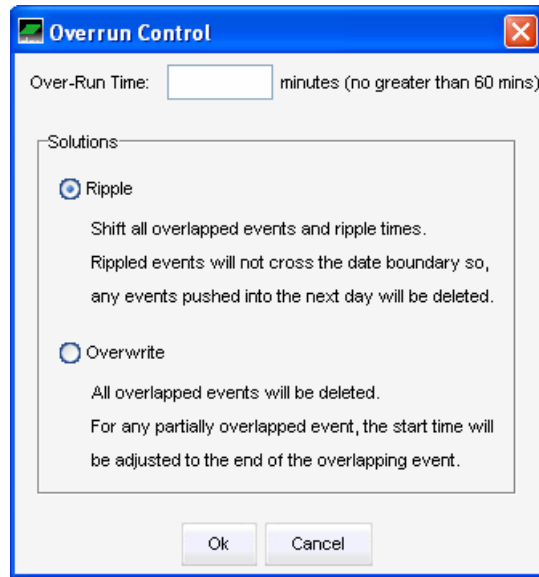 Overrun Control
Over-Run Time: minutes (no greater than 60 mins)
Solutions
Ripple
Shift all overlapped events and ripple times.
Rippled events will not cross the date boundary so,
any events pushed into the next day will be deleted.
Overwrite
All overlapped events will be deleted.
For any partially overlapped event, the start time will
be adjusted to the end of the overlapping event.
Ok Cancel